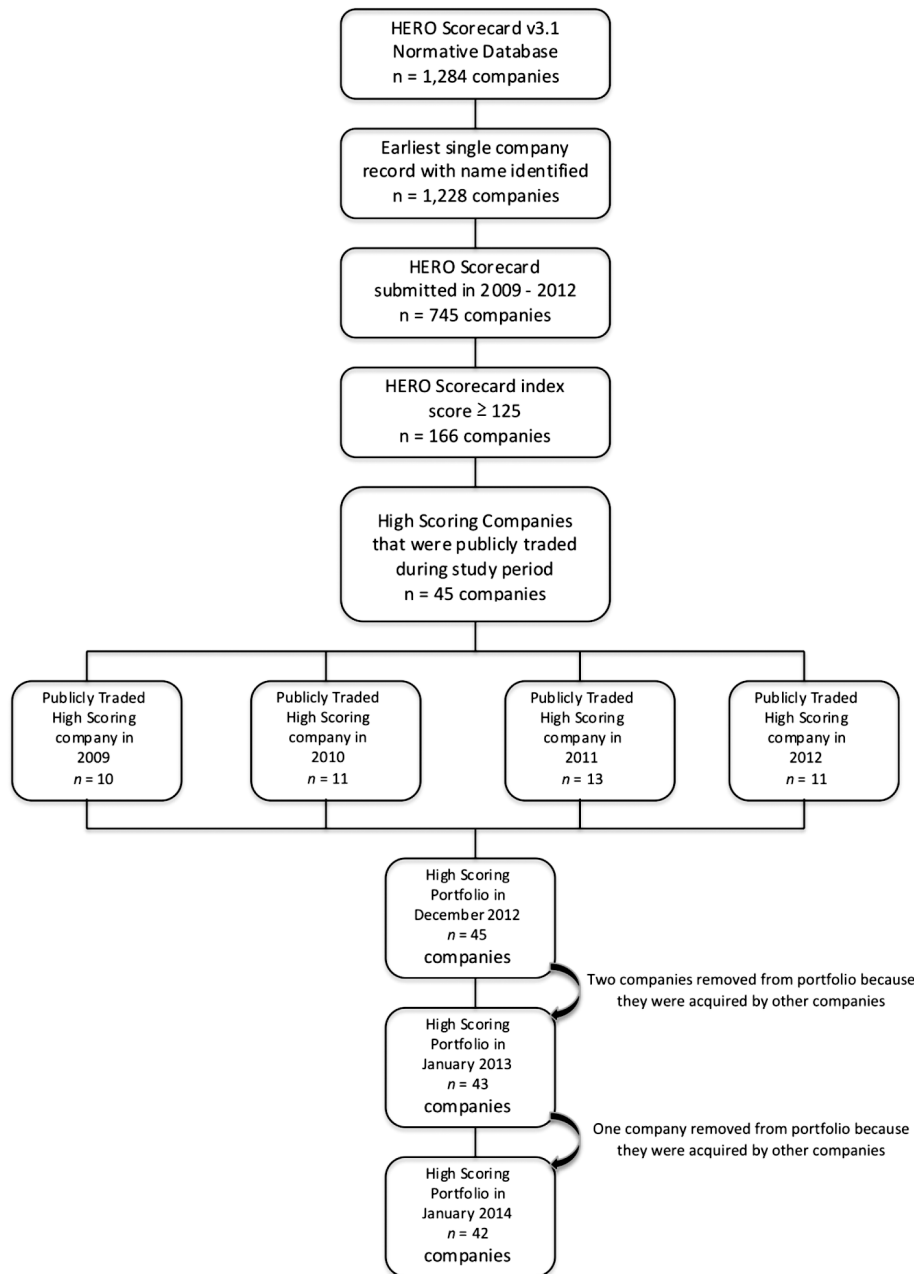 HERO Scorecard v3.1
Normative Database
n = 1,284 companies
Earliest single company
record with name identified
n = 1,228 companies
HERO Scorecard
submitted in 2009 - 2012
n = 745 companies
HERO Scorecard index
score ≥ 125
n = 166 companies
High Scoring Companies
that were publicly traded
during study period
n = 45 companies
Publicly Traded
High Scoring
company in
2009
n = 10
Publicly Traded
High Scoring
company in
2010
n = 11
Publicly Traded
High Scoring
company in
2011
n = 13
Publicly Traded
High Scoring
company in
2012
n = 11
High Scoring
Portfolio in
December 2012
n = 45
companies
Two companies removed from portfolio because
they were acquired by other companies
High Scoring
Portfolio in
January 2013
n = 43
companies
One company removed from portfolio because
they were acquired by other companies
High Scoring
Portfolio in
January 2014
n = 42
companies